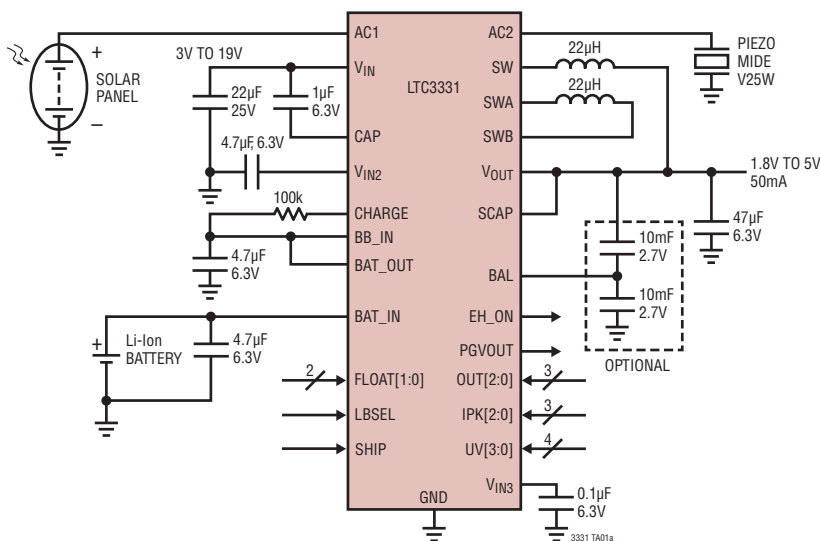 AC1
AC2
LTC3331
+
SOLAR
PANEL
–
3V TO 19V
22µF
25V
1µF
6.3V
VIN
CAP
4.7µF, 6.3V
VIN2
100k
CHARGE
BB_IN
BAT_OUT
4.7µF
6.3V
BAT_IN
+
Li-Ion
BATTERY
4.7µF
6.3V
2
FLOAT[1:0]
LBSEL
SHIP
GND
PIEZO
MIDE
V25W
22µH
SW
22µH
SWA
SWB
VOUT
1.8V TO 5V
50mA
SCAP
47µF
6.3V
10mF
2.7V
BAL
10mF
2.7V
OPTIONAL
EH_ON
PGVOUT
OUT[2:0]
3
IPK[2:0]
3
UV[3:0]
4
VIN3
0.1µF
6.3V
3331 TA01a